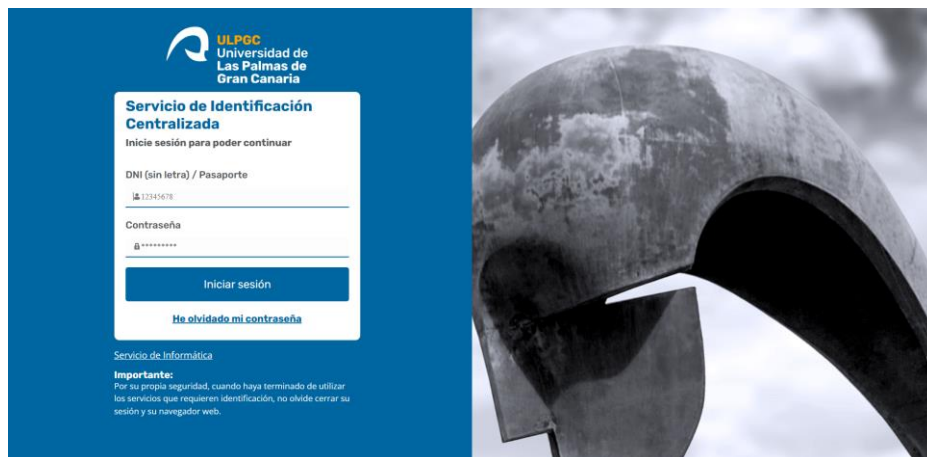 ULPGC
Universidad de
Las Palmas de
Gran Canaria
Servicio de Identificación
Centralizada
Inicie sesión para poder continuar
DNI (sin letra) / Pasaporte
12345678
Contraseña
*********
Iniciar sesión
He olvidado mi contraseña
Servicio de Informática
Importante:
Por su propia seguridad, cuando haya terminado de utilizar
los servicios que requieren identificación, no olvide cerrar su
sesión y su navegador web.